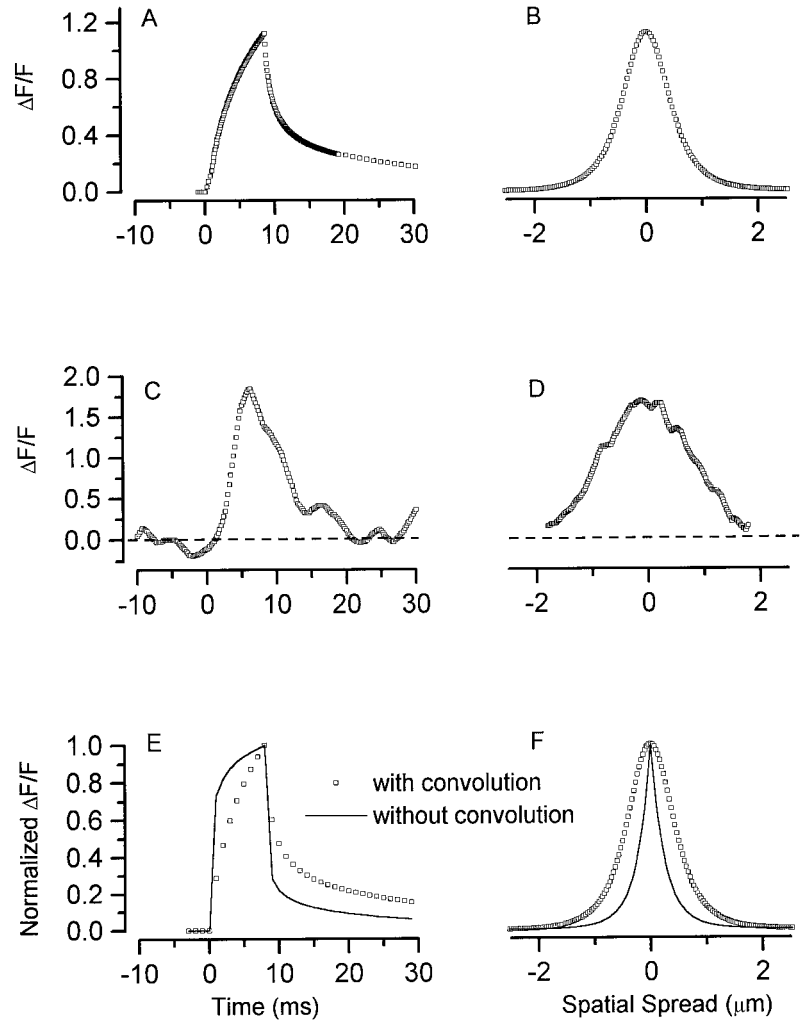 A
B
1.2
0.8
0.4
0.0
ΔF/F
-10 0 10 20 30
-2 0 2
C
D
2.0
1.5
1.0
0.5
0.0
ΔF/F
-10 0 10 20 30
-2 0 2
E
F
1.0
0.8
0.6
0.4
0.2
0.0
Normalized ΔF/F
with convolution
without convolution
-10 0 10 20 30
-2 0 2
Time (ms)
Spatial Spread (μm)